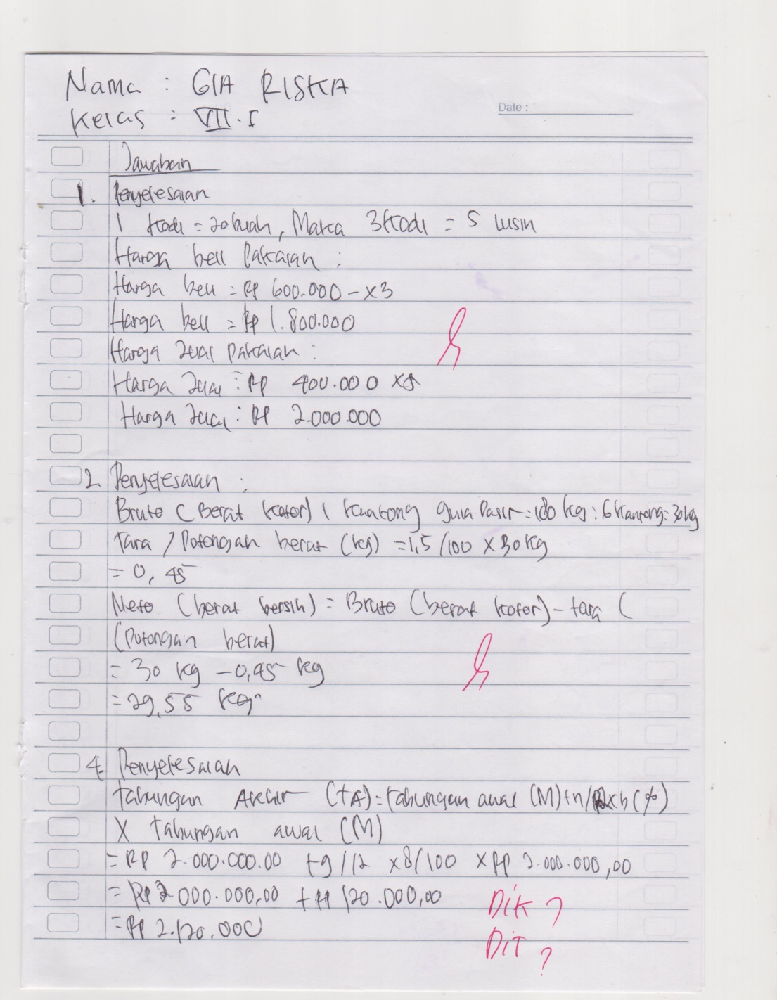 Nama : GIA RISKA
Kelas : VII.I
Date :
Jawaban
1. Penyelesaian
1 Kodi = 20 buah, Maka 3 Kodi = 5 lusin
Harga beli Pakaian :
Harga beli = Rp 600.000 - x3
Harga beli = Rp 1.800.000
Harga Jual pakaian :
Harga Jual : Rp 400.000 x5
Harga Jual : Rp 2.000.000
2. Penyelesaian :
Bruto (Berat kotor) 1 kantong gula Pasir = 180 kg : 6 kantong = 30 kg
Tara / Potongan berat (kg) = 1,5 /100 x 30 kg
= 0,45
Neto (berat bersih) = Bruto (berat kotor) - tara (
(Potongan berat)
= 30 kg - 0,45 kg
= 29,55 kg
4. Penyelesaian
tabungan Akhir (tA) = tabungan awal (M) + n/12 x b (%)
X tabungan awal (M)
= RP 2.000.000.00 + 9/12 x 8/100 x Rp 2.000.000,00
= Rp 2 000.000,00 + Rp 120.000,00
= Rp 2.120.000
Dik ?
Dit ?